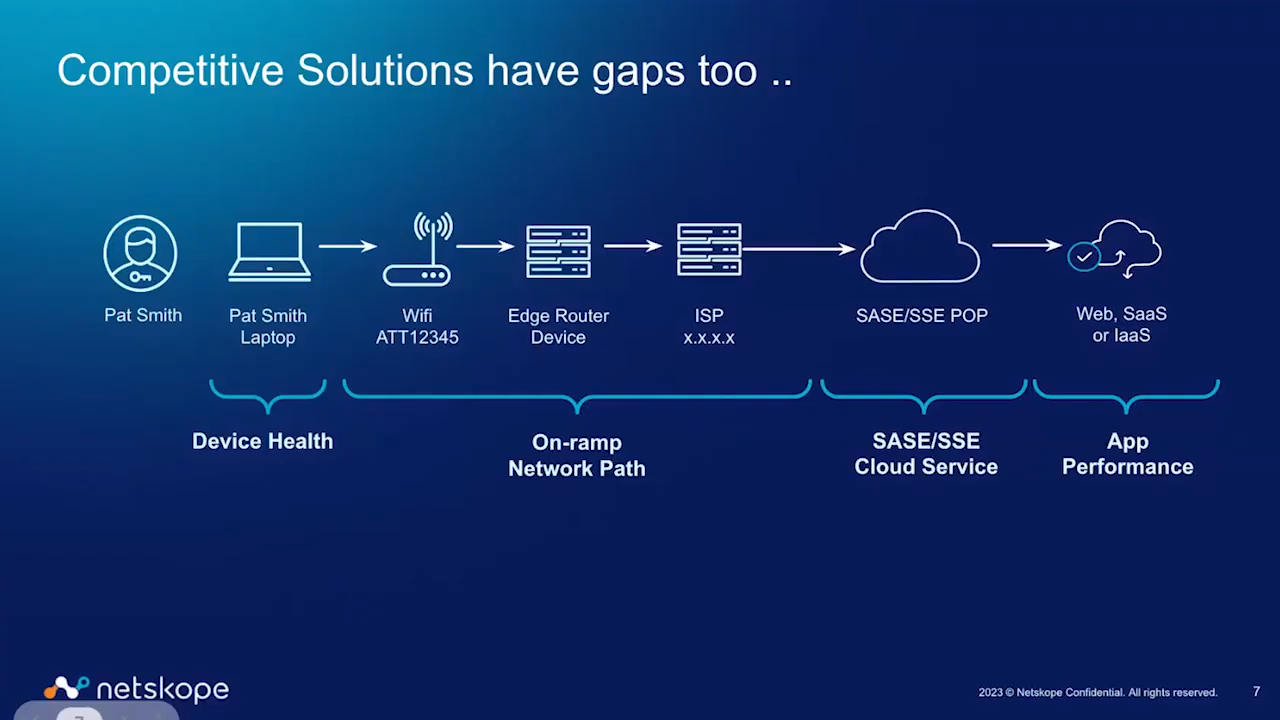 Competitive Solutions have gaps too ..
Pat Smith
Pat Smith
Laptop
Wifi
ATT12345
Edge Router
Device
ISP
x.x.x.x
SASE/SSE POP
Web, SaaS
or IaaS
Device Health
On-ramp
Network Path
SASE/SSE
Cloud Service
App
Performance
netskope
2023 © Netskope Confidential. All rights reserved.
7